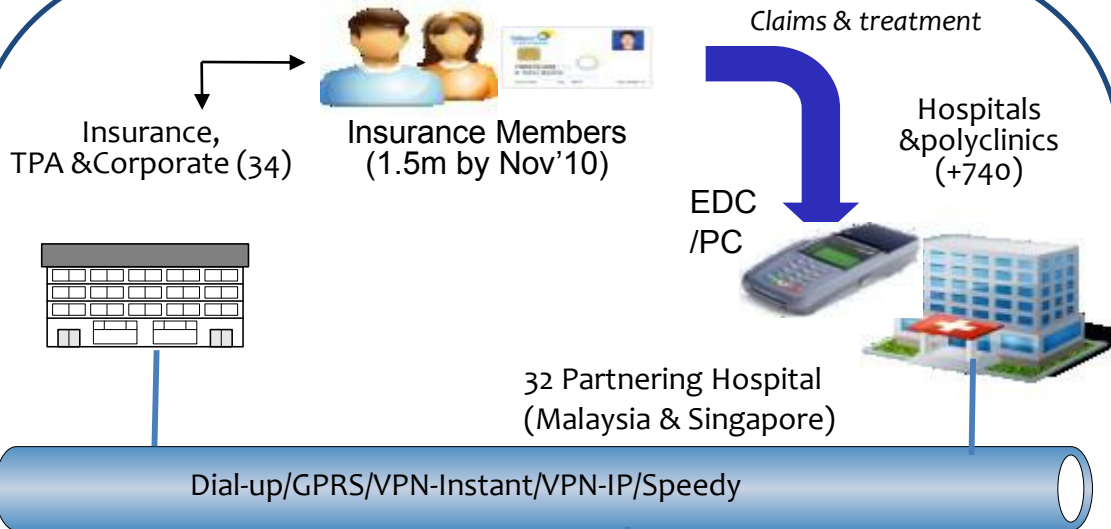 Claims & treatment
Insurance,
TPA &Corporate (34)
Insurance Members
(1.5m by Nov'10)
Hospitals
&polyclinics
(+740)
EDC
/PC
32 Partnering Hospital
(Malaysia & Singapore)
Dial-up/GPRS/VPN-Instant/VPN-IP/Speedy